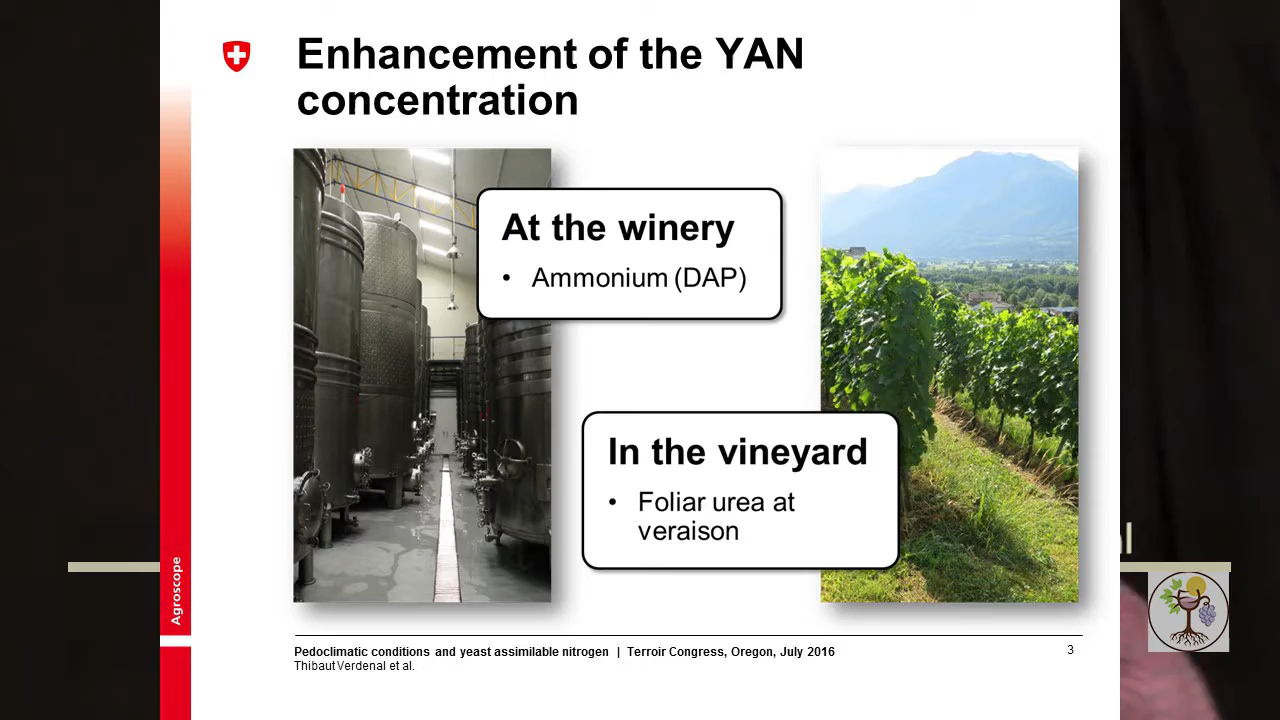 Enhancement of the YAN
concentration
At the winery
• Ammonium (DAP)
In the vineyard
• Foliar urea at
veraison
Agroscope
Pedoclimatic conditions and yeast assimilable nitrogen | Terroir Congress, Oregon, July 2016
3
Thibaut Verdenal et al.